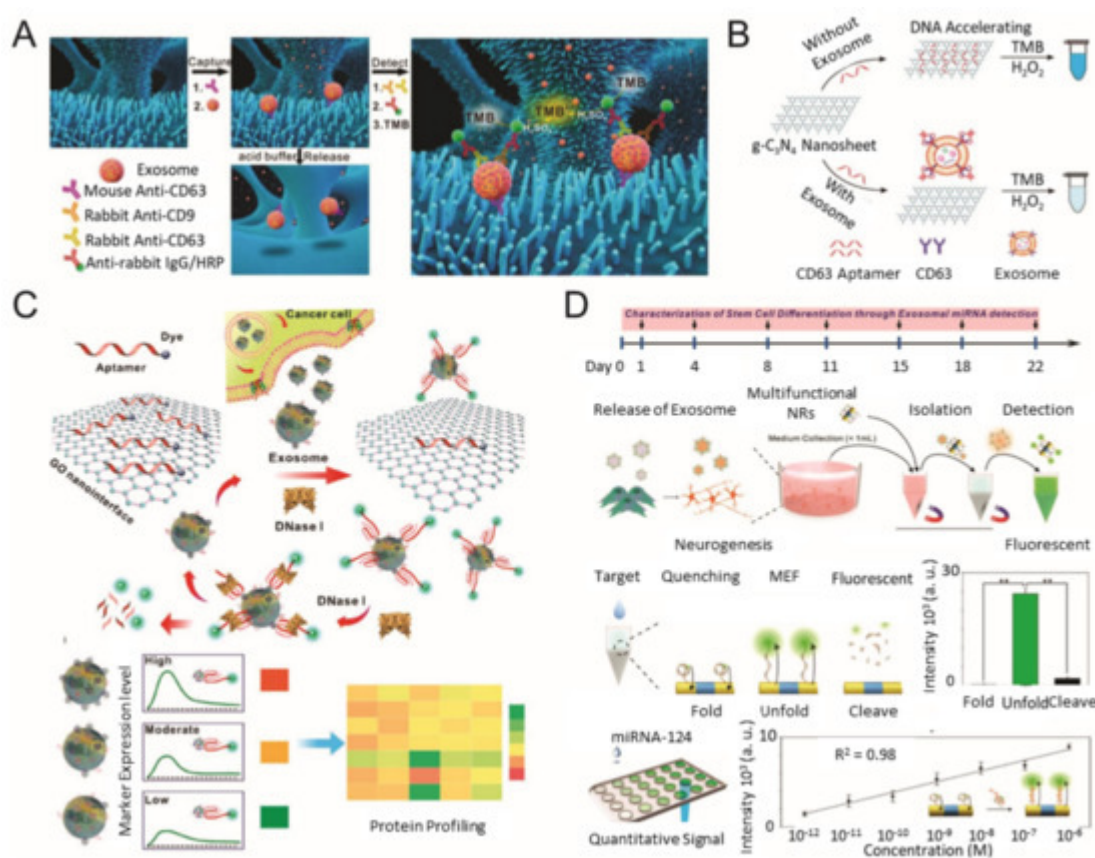 A
Capture
1.
2.
Detect
1.
2.
3.TMB
TMB
TMB
TMB
H₂SO₄
acid buffer
Release
Exosome
Mouse Anti-CD63
Rabbit Anti-CD9
Rabbit Anti-CD63
Anti-rabbit IgG/HRP
B
Without Exosome
DNA Accelerating
TMB
H₂O₂
g-C₃N₄ Nanosheet
With Exosome
TMB
H₂O₂
CD63 Aptamer
CD63
Exosome
C
Cancer cell
Dye
Aptamer
GO nanointerface
Exosome
DNase I
DNase I
Marker Expression level
High
Moderate
Low
Protein Profiling
D
Characterization of Stem Cell Differentiation through Exosomal miRNA detection
Day 0 1 4 8 11 15 18 22
Release of Exosome
Multifunctional NRs
Isolation
Detection
Medium Collection (< 1mL)
Neurogenesis
Fluorescent
Target
Quenching
MEF
Fluorescent
Fold
Unfold
Cleave
Intensity 10³ (a. u.)
30
0
**
**
Fold Unfold Cleave
miRNA-124
Quantitative Signal
Intensity 10³ (a. u.)
10
0
R² = 0.98
10⁻¹² 10⁻¹¹ 10⁻¹⁰ 10⁻⁹ 10⁻⁸ 10⁻⁷ 10⁻⁶
Concentration (M)